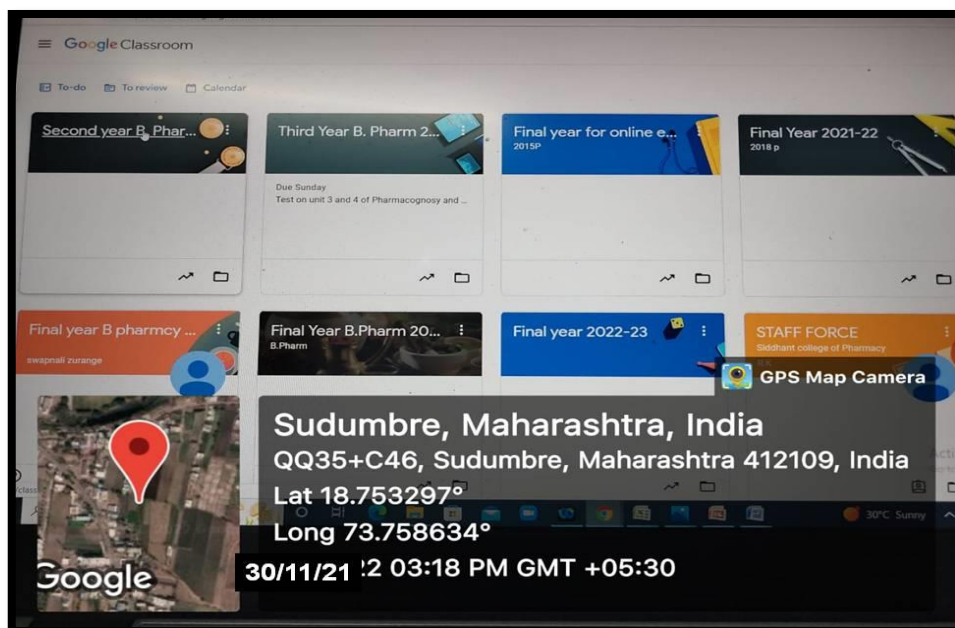 Google Classroom
To-do To review Calendar
Second year B. Phar...
Third Year B. Pharm 2...
Final year for online e...
2015P
Final Year 2021-22
2018 p
Due Sunday
Test on unit 3 and 4 of Pharmacognosy and ...
Final year B pharmcy ...
swapnali zurange
Final Year B.Pharm 20...
B.Pharm
Final year 2022-23
STAFF FORCE
Siddhant college of Pharmacy
GPS Map Camera
Sudumbre, Maharashtra, India
QQ35+C46, Sudumbre, Maharashtra 412109, India
Lat 18.753297°
Long 73.758634°
30°C Sunny
30/11/21 :2 03:18 PM GMT +05:30
Google